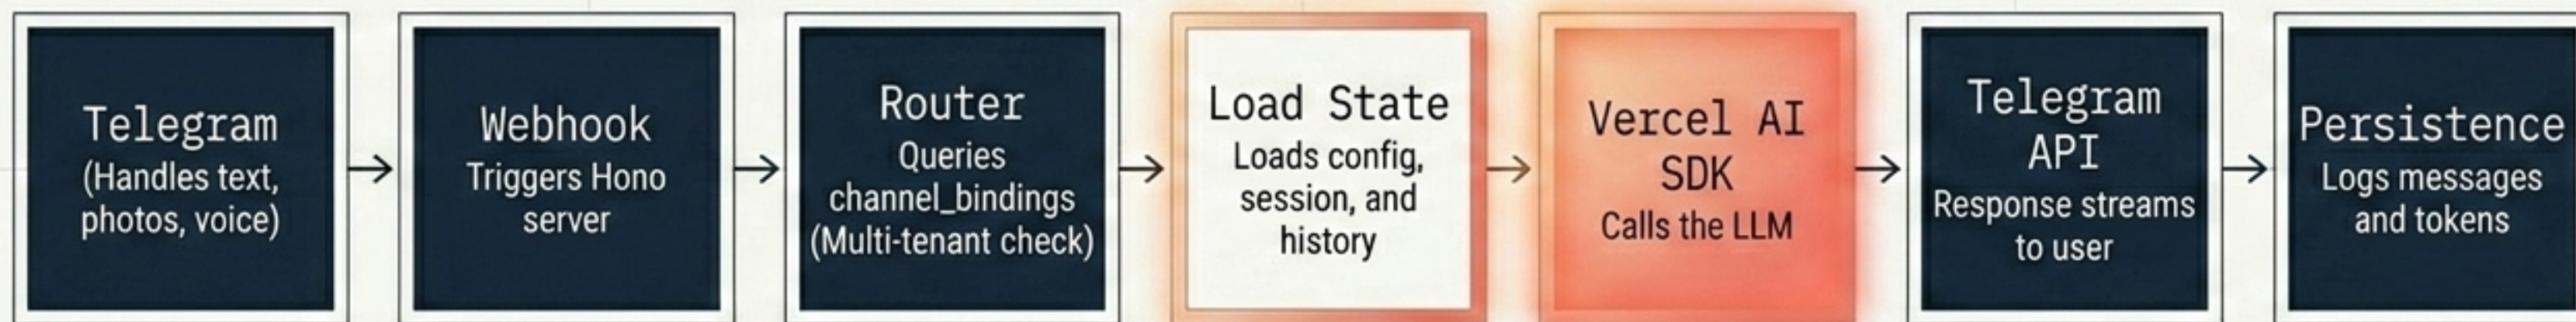 Telegram
(Handles text,
photos, voice)
Webhook
Triggers Hono
server
Router
Queries
channel_bindings
(Multi-tenant check)
Load State
Loads config,
session, and
history
Vercel AI
SDK
Calls the LLM
Telegram
API
Response streams
to user
Persistence
Logs messages
and tokens